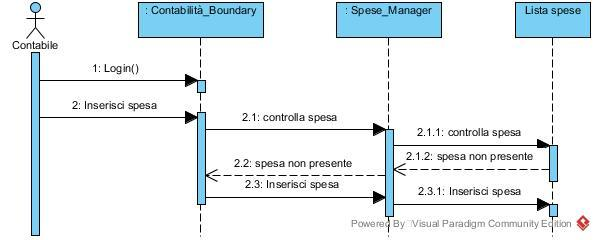 : Contabilità_Boundary
: Spese_Manager
Lista spese
Contabile
1: Login()
2: Inserisci spesa
2.1: controlla spesa
2.1.1: controlla spesa
2.1.2: spesa non presente
2.2: spesa non presente
2.3: Inserisci spesa
2.3.1: Inserisci spesa
Powered By Visual Paradigm Community Edition